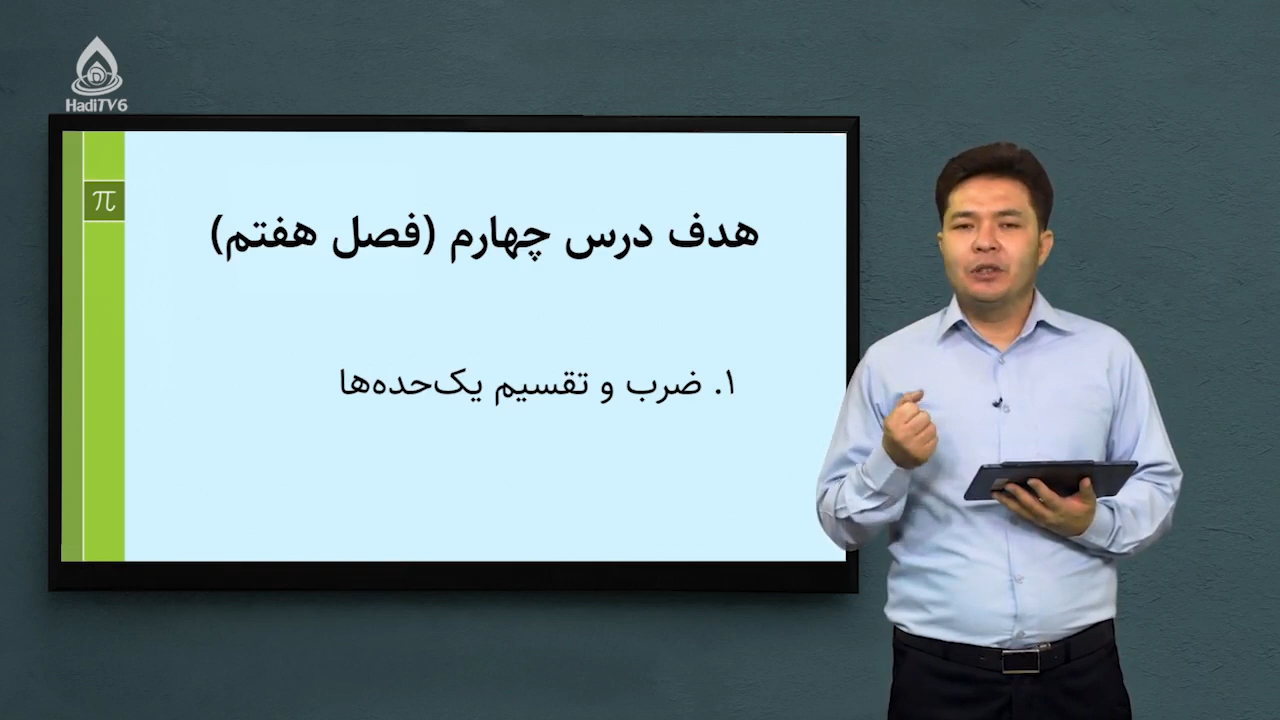 HadiTV6
π
هدف درس چهارم (فصل هفتم)
۱. ضرب و تقسیم یک‌حده‌ها